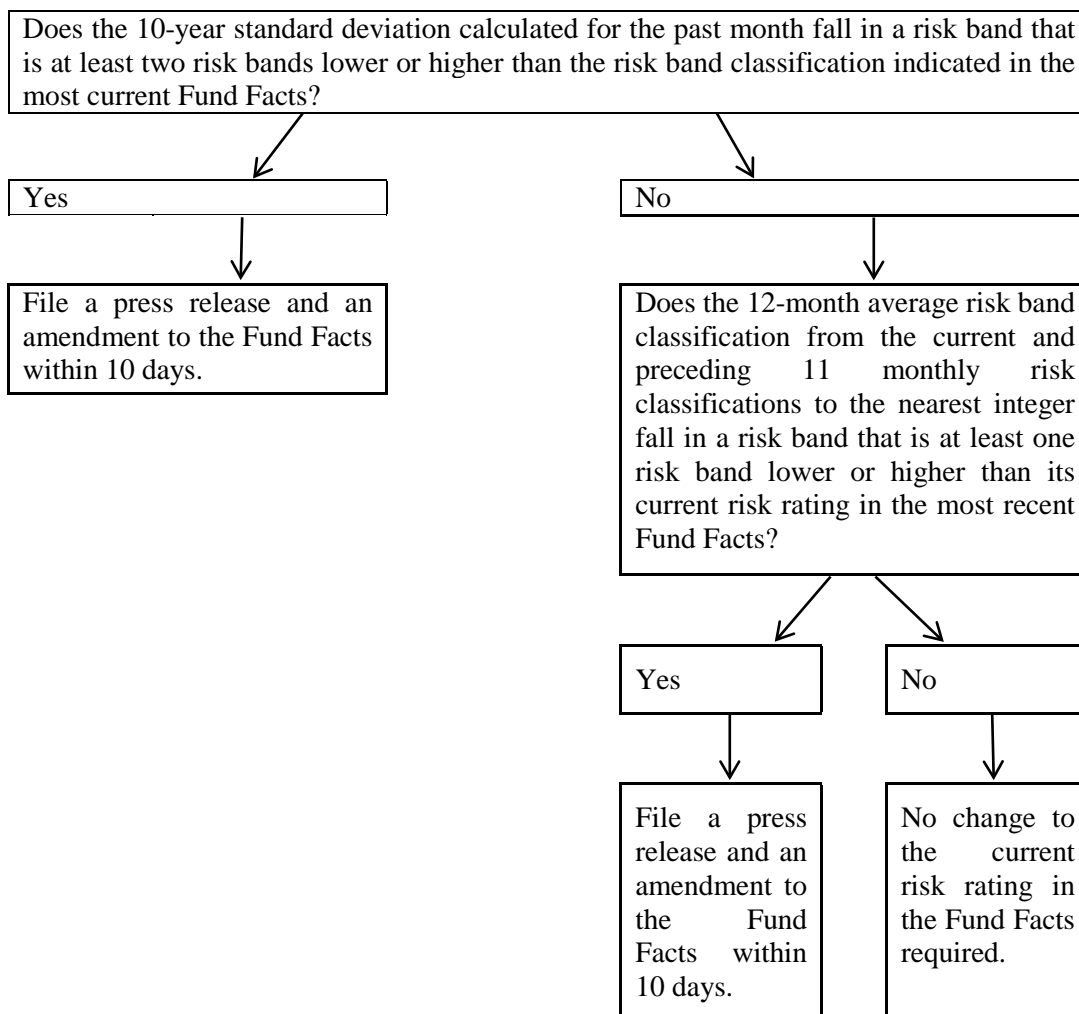 Does the 10-year standard deviation calculated for the past month fall in a risk band that
is at least two risk bands lower or higher than the risk band classification indicated in the
most current Fund Facts?
Yes
No
File a press release and an
amendment to the Fund Facts
within 10 days.
Does the 12-month average risk band
classification from the current and
preceding 11 monthly risk
classifications to the nearest integer
fall in a risk band that is at least one
risk band lower or higher than its
current risk rating in the most recent
Fund Facts?
Yes
No
File a press
release and an
amendment to
the Fund
Facts within
10 days.
No change to
the current
risk rating in
the Fund Facts
required.